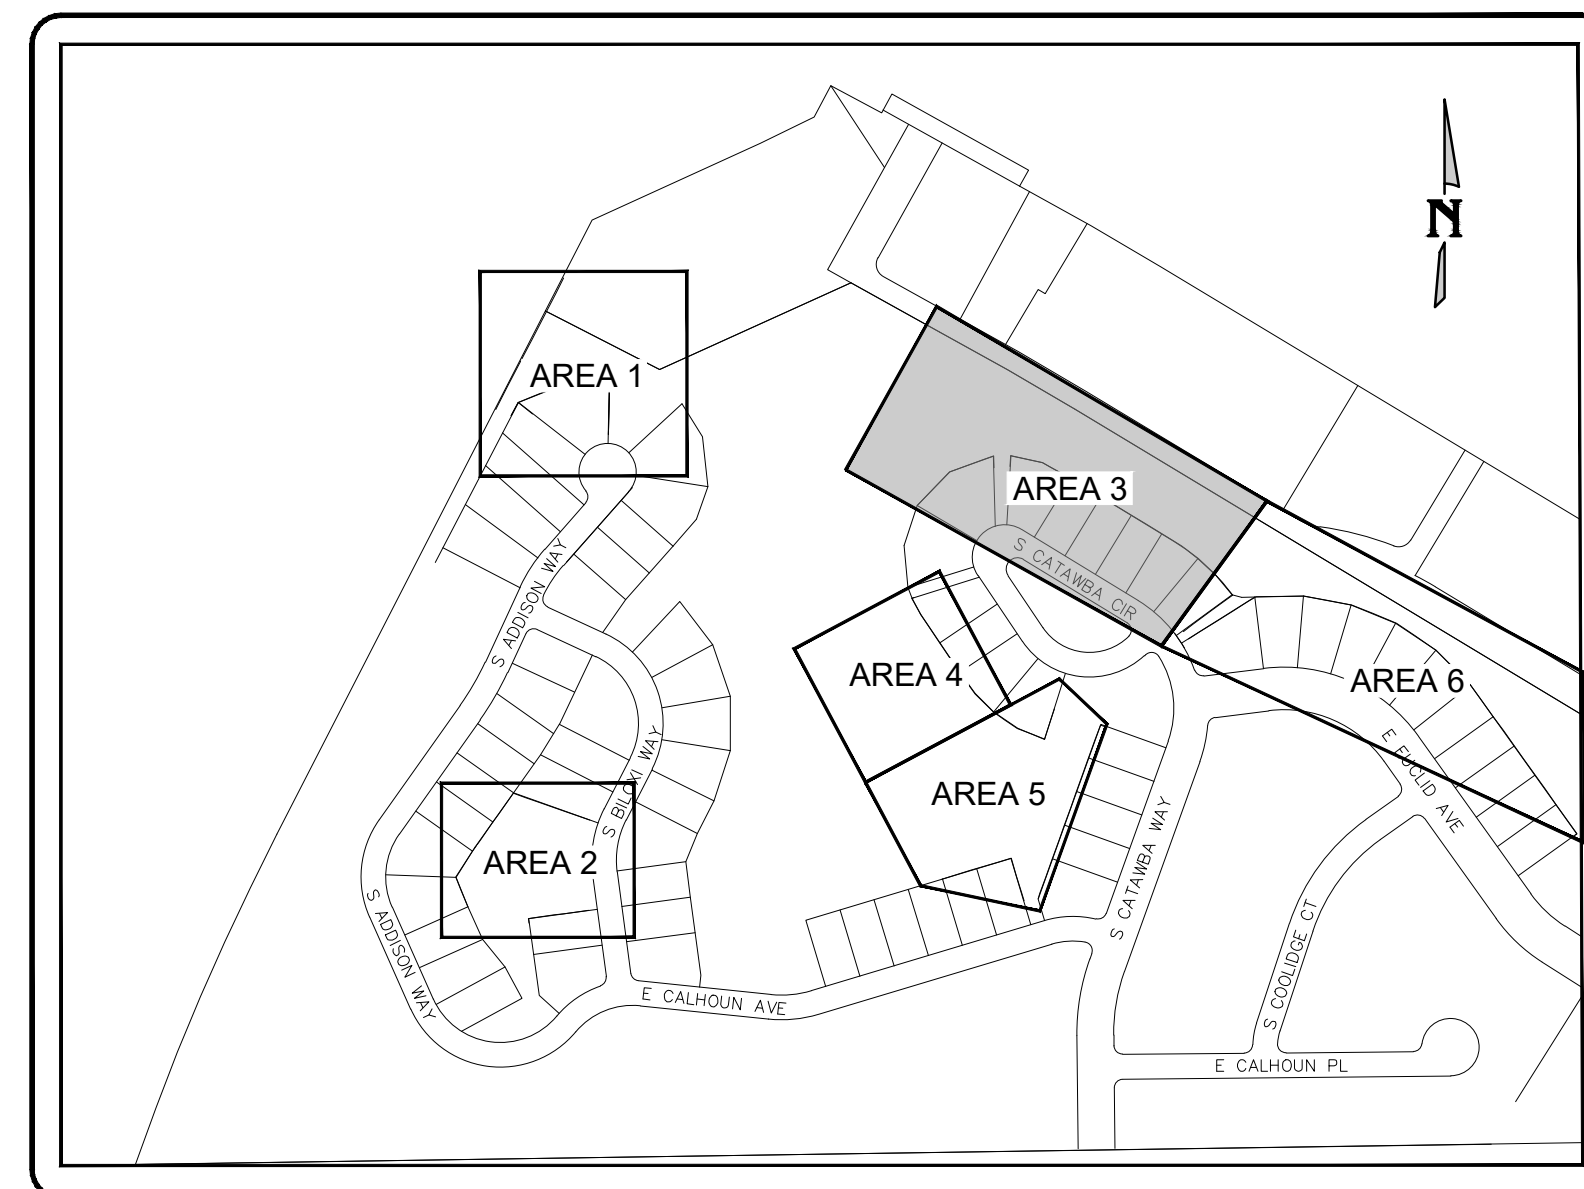 N
AREA 1
AREA 3
S CATAWBA CIR
S ADDISON WAY
AREA 4
AREA 6
S BILOXI WAY
E EUCLID AVE
AREA 5
AREA 2
S CATAWBA WAY
S ADDISON WAY
S COOLIDGE CT
E CALHOUN AVE
E CALHOUN PL